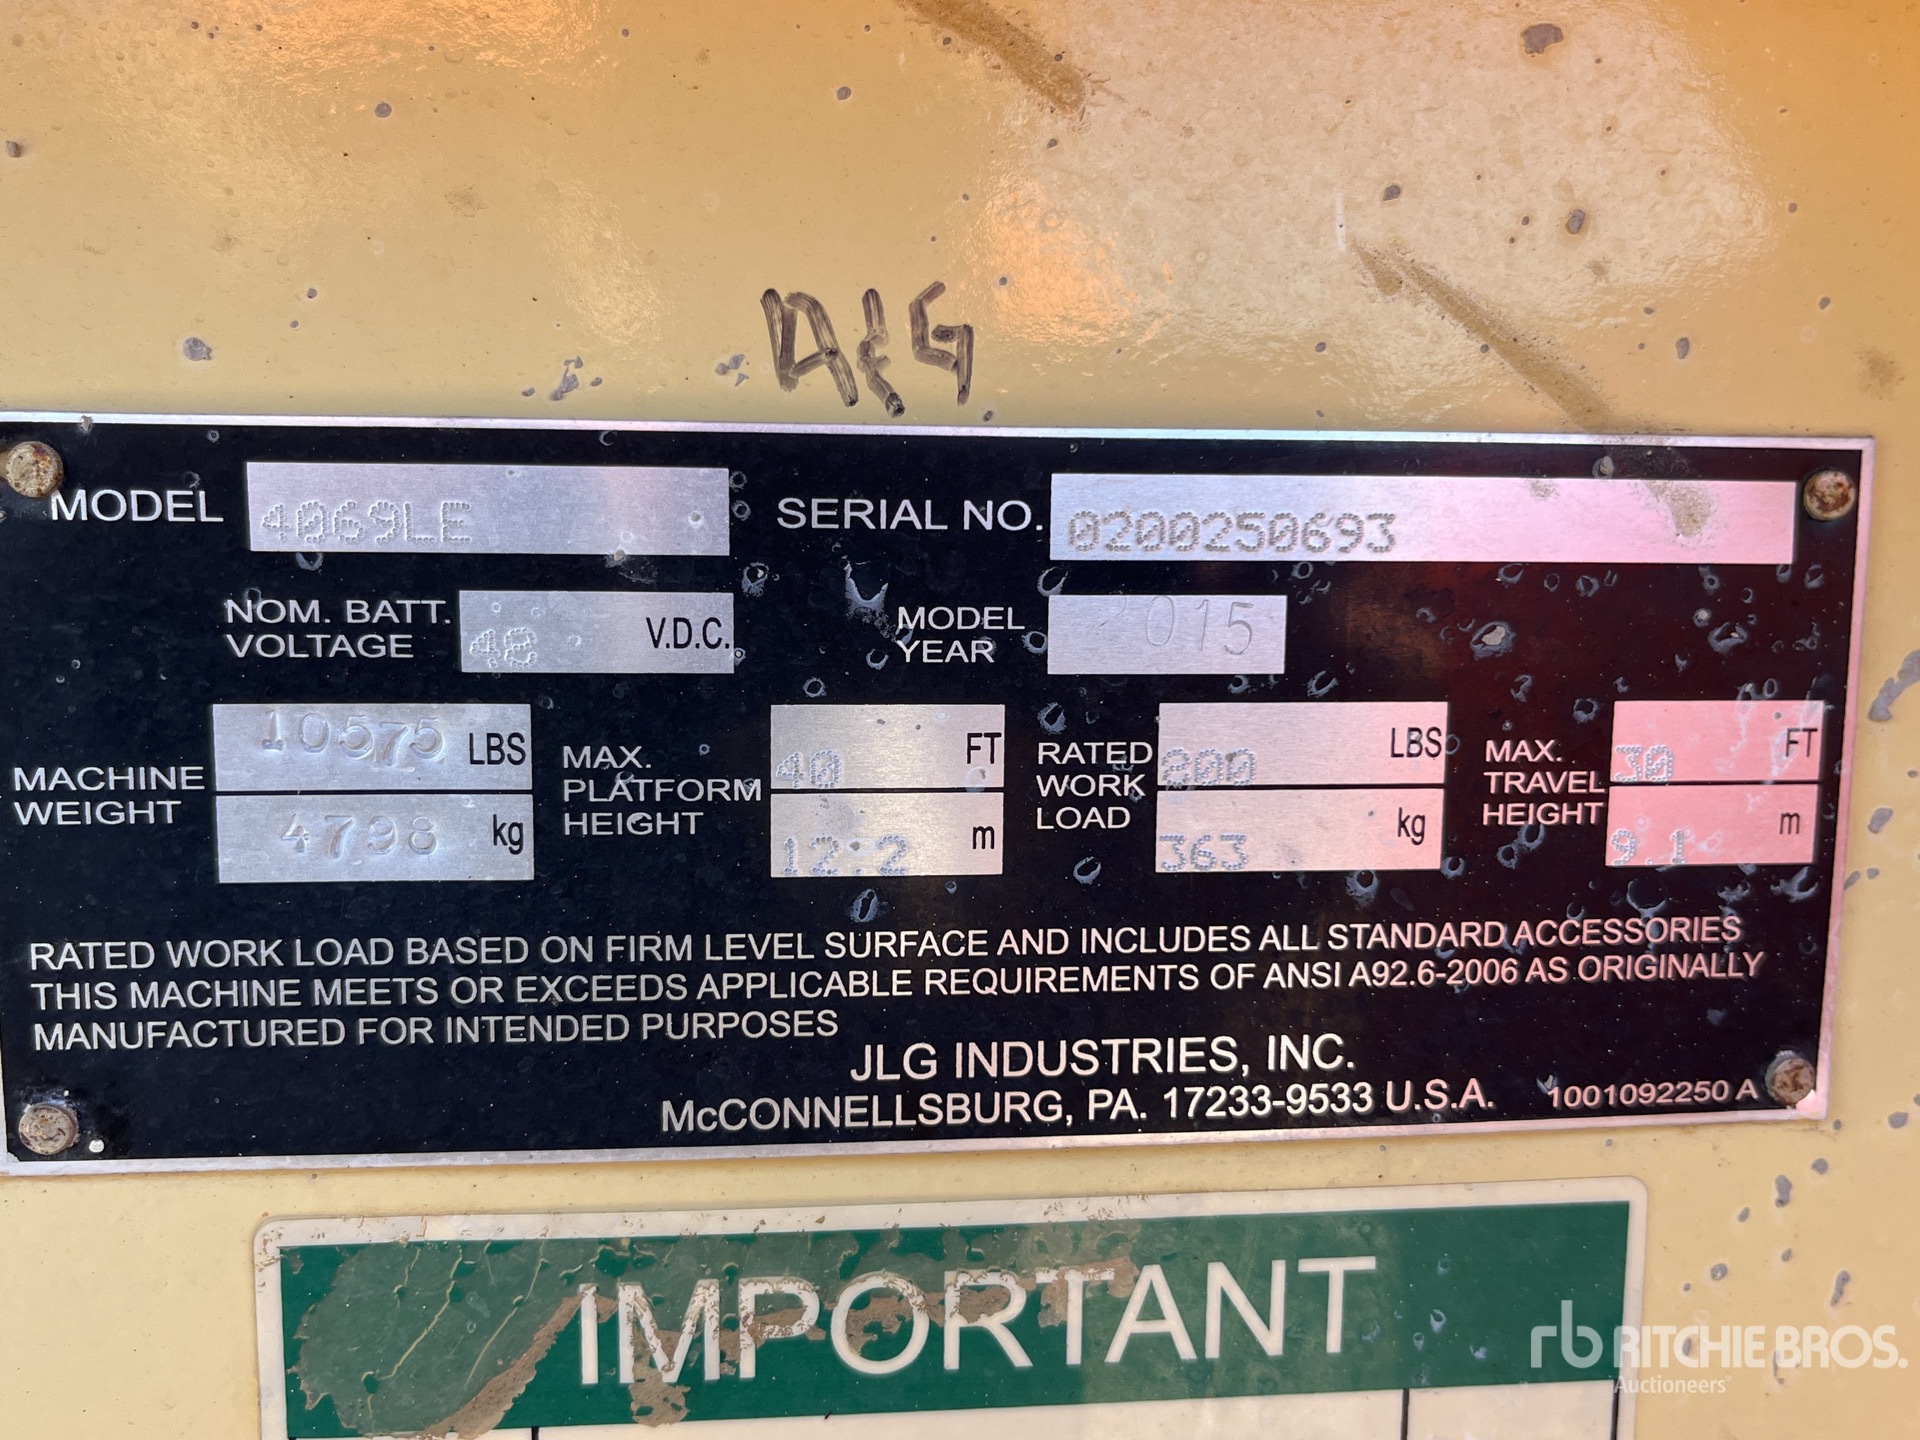 MODEL 4069LE SERIAL NO. 0200250693
NOM. BATT. VOLTAGE 48 V.D.C. MODEL YEAR 2015
MACHINE WEIGHT 10575 LBS 4798 kg
MAX. PLATFORM HEIGHT 40 FT 12.2 m
RATED WORK LOAD 800 LBS 363 kg
MAX. TRAVEL HEIGHT 30 FT 9.1 m
RATED WORK LOAD BASED ON FIRM LEVEL SURFACE AND INCLUDES ALL STANDARD ACCESSORIES
THIS MACHINE MEETS OR EXCEEDS APPLICABLE REQUIREMENTS OF ANSI A92.6-2006 AS ORIGINALLY
MANUFACTURED FOR INTENDED PURPOSES
JLG INDUSTRIES, INC.
McCONNELLSBURG, PA. 17233-9533 U.S.A. 1001092250 A
IMPORTANT
rb RITCHIE BROS.
Auctioneers